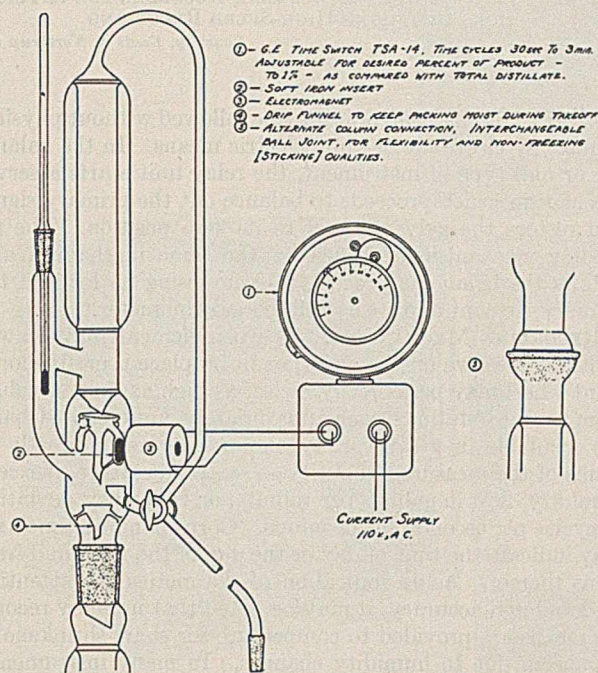 ① - G.E TIME SWITCH TSA-14, TIME CYCLES 30 SEC TO 3 MIN.
ADJUSTABLE FOR DESIRED PERCENT OF PRODUCT -
TO 1% - AS COMPARED WITH TOTAL DISTILLATE.
② - SOFT IRON INSERT
③ - ELECTROMAGNET
④ - DRIP FUNNEL TO KEEP PACKING MOIST DURING TAKEOFF
⑤ - ALTERNATE COLUMN CONNECTION, INTERCHANGEABLE
BALL JOINT, FOR FLEXIBILITY AND NON-FREEZING
[STICKING] QUALITIES.
①
⑤
②
③
④
CURRENT SUPPLY
110 V, A C.